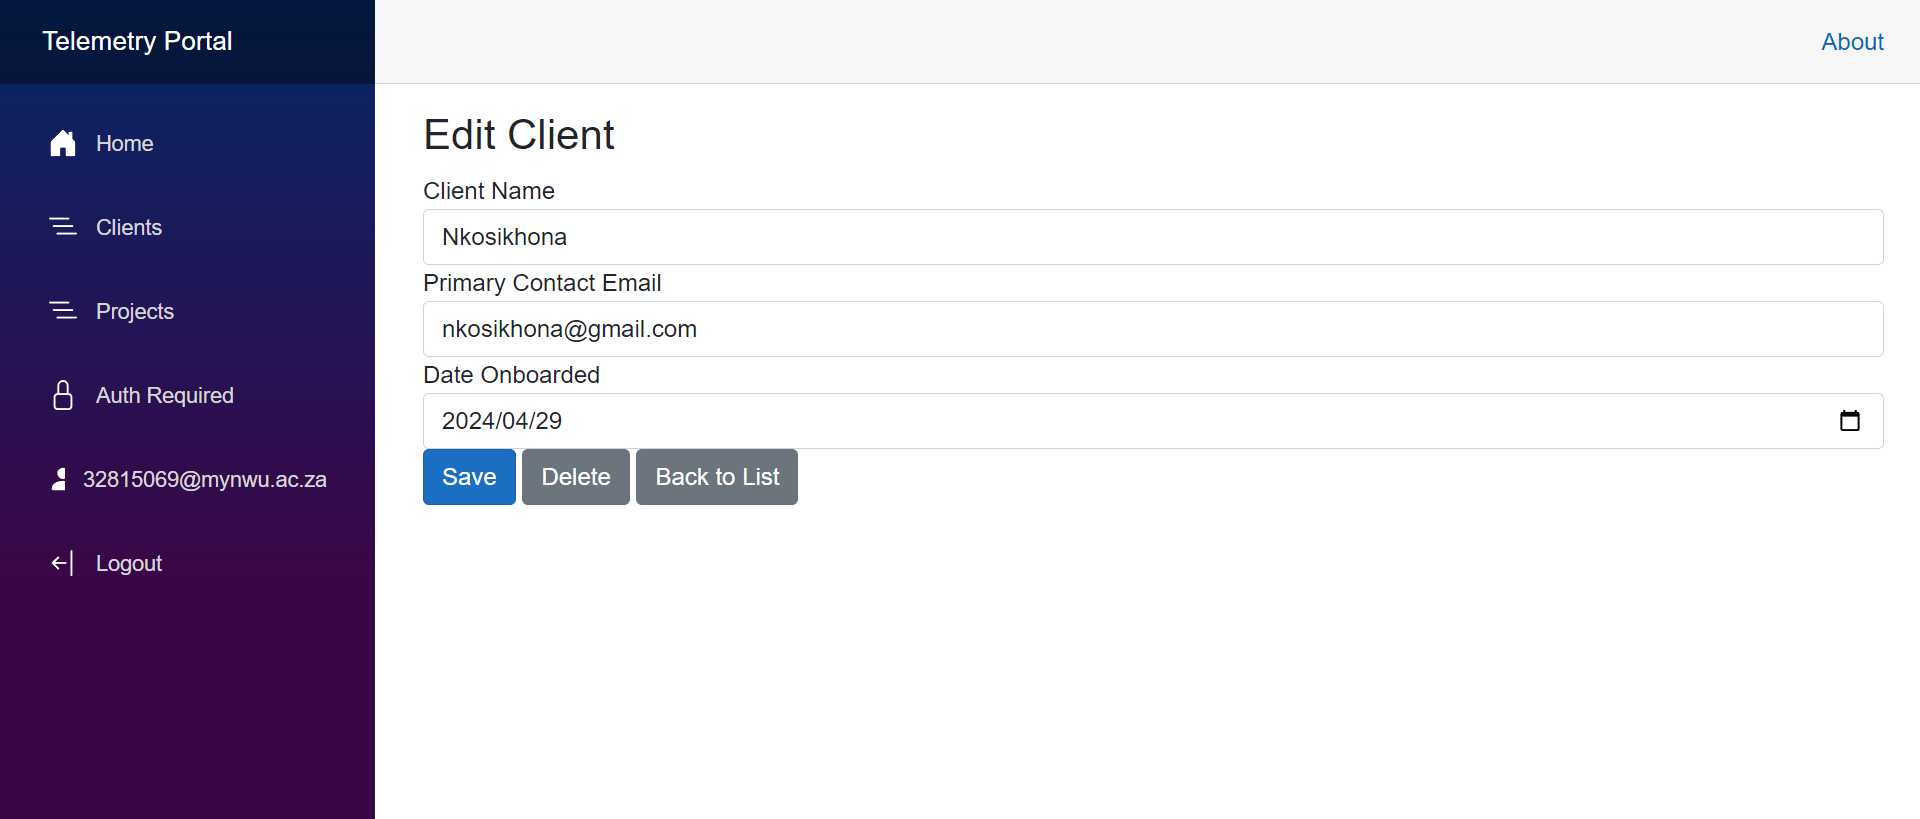 Telemetry Portal
About
Home
Clients
Projects
Auth Required
32815069@mynwu.ac.za
Logout
Edit Client
Client Name
Nkosikhona
Primary Contact Email
nkosikhona@gmail.com
Date Onboarded
2024/04/29
Save Delete Back to List